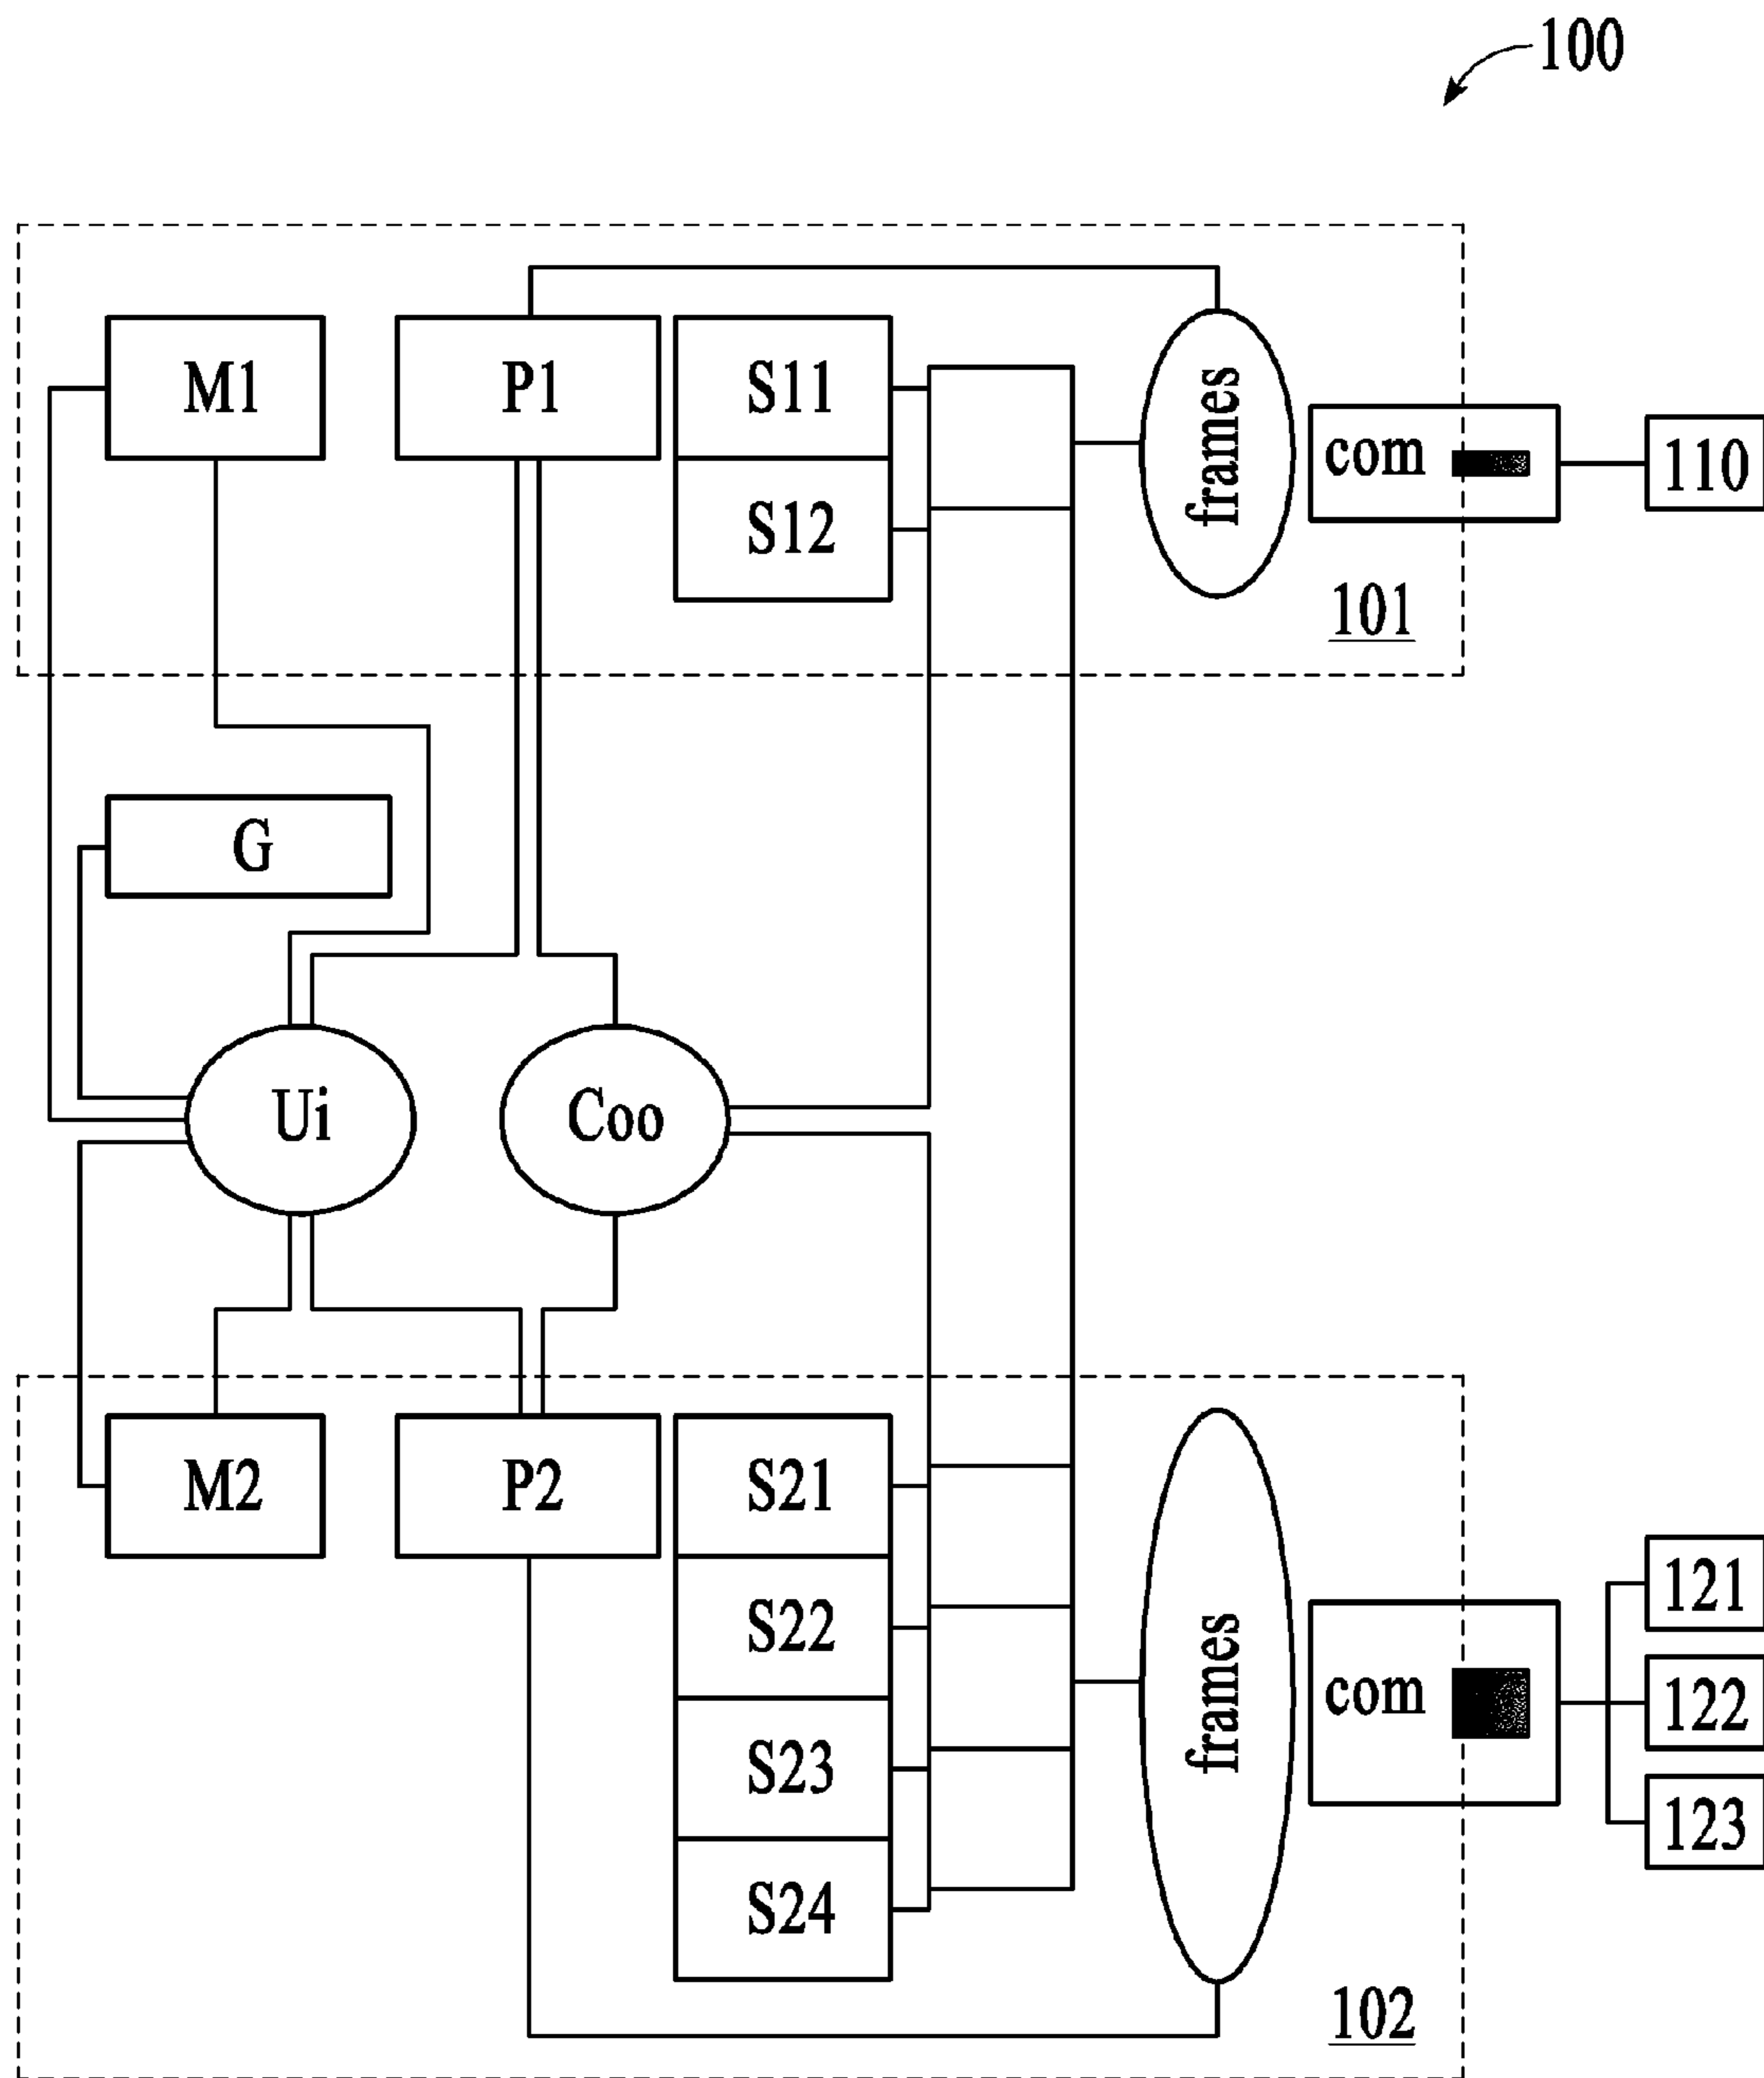 100
M1
P1
S11
S12
frames
com
110
101
G
Ui
Coo
M2
P2
S21
S22
S23
S24
frames
com
121
122
123
102